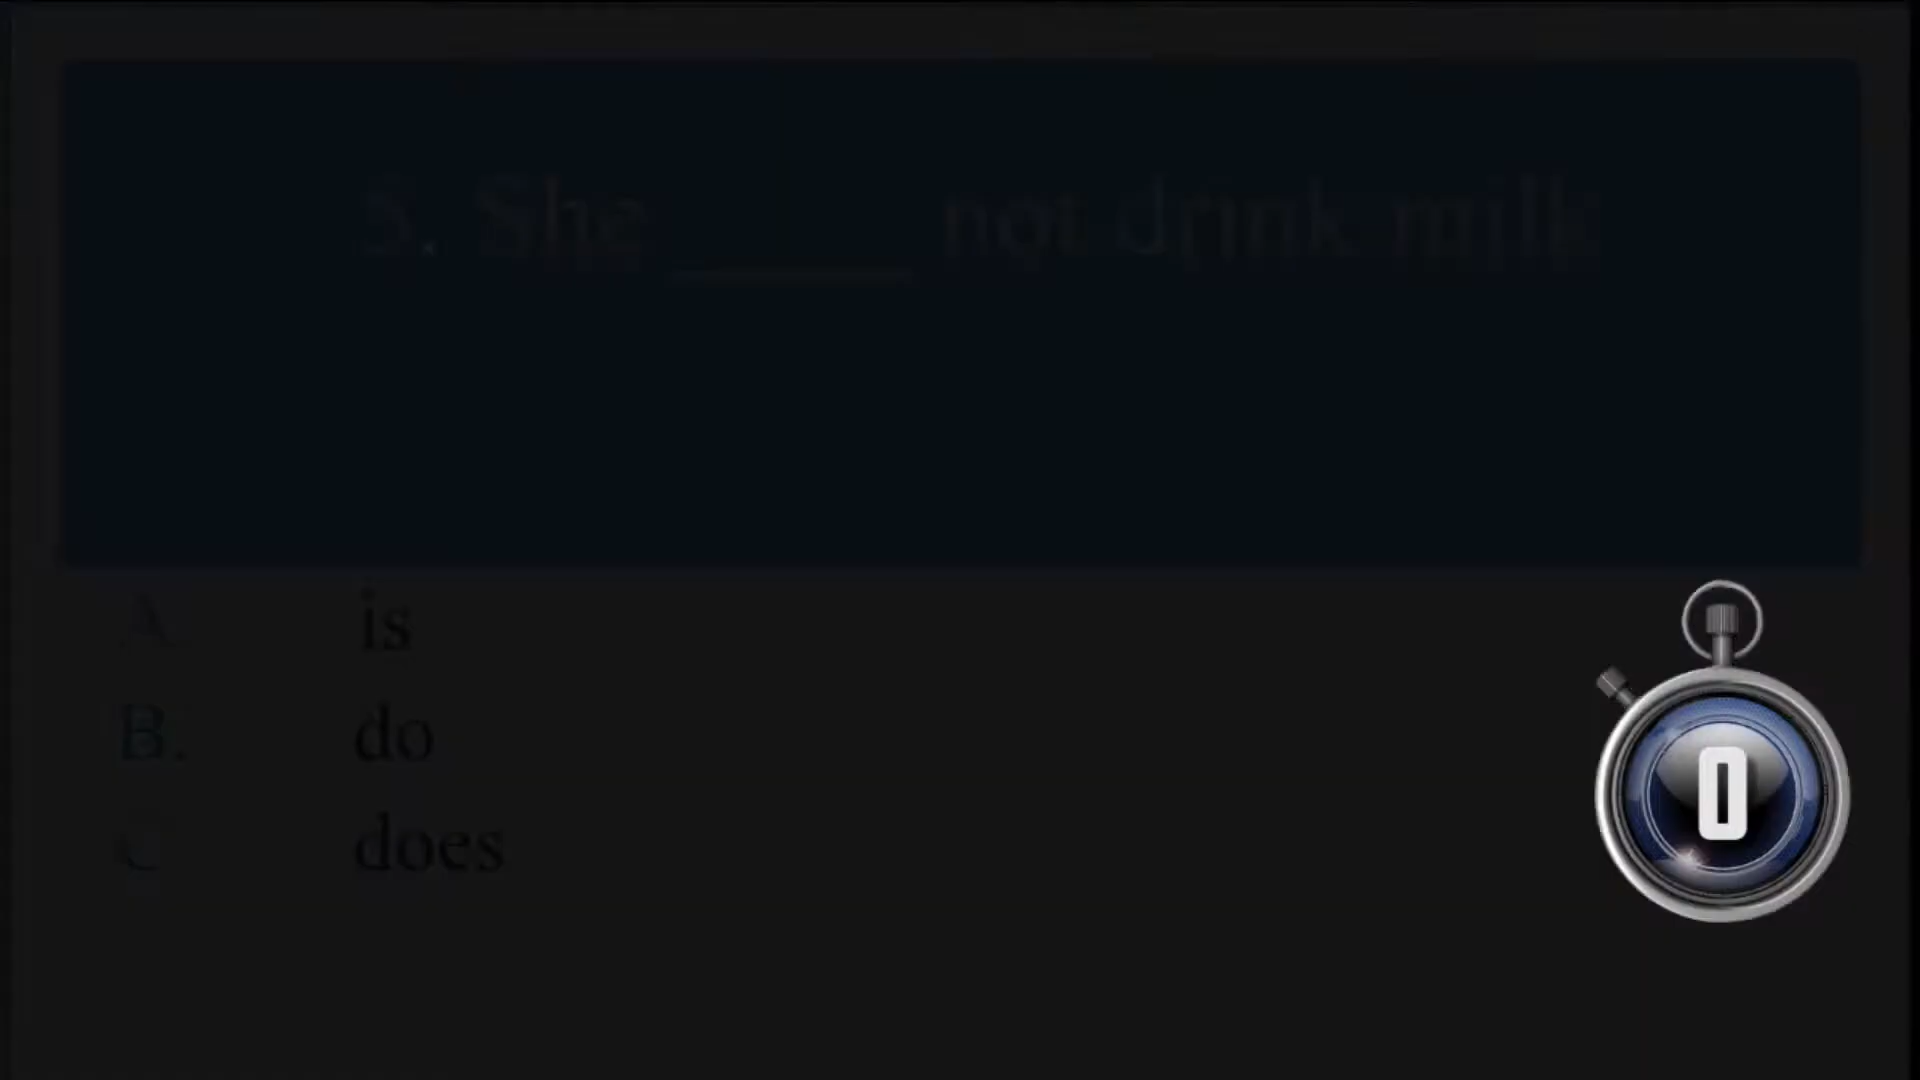 5. She ____ not drink milk
A. is
B. do
C. does
0